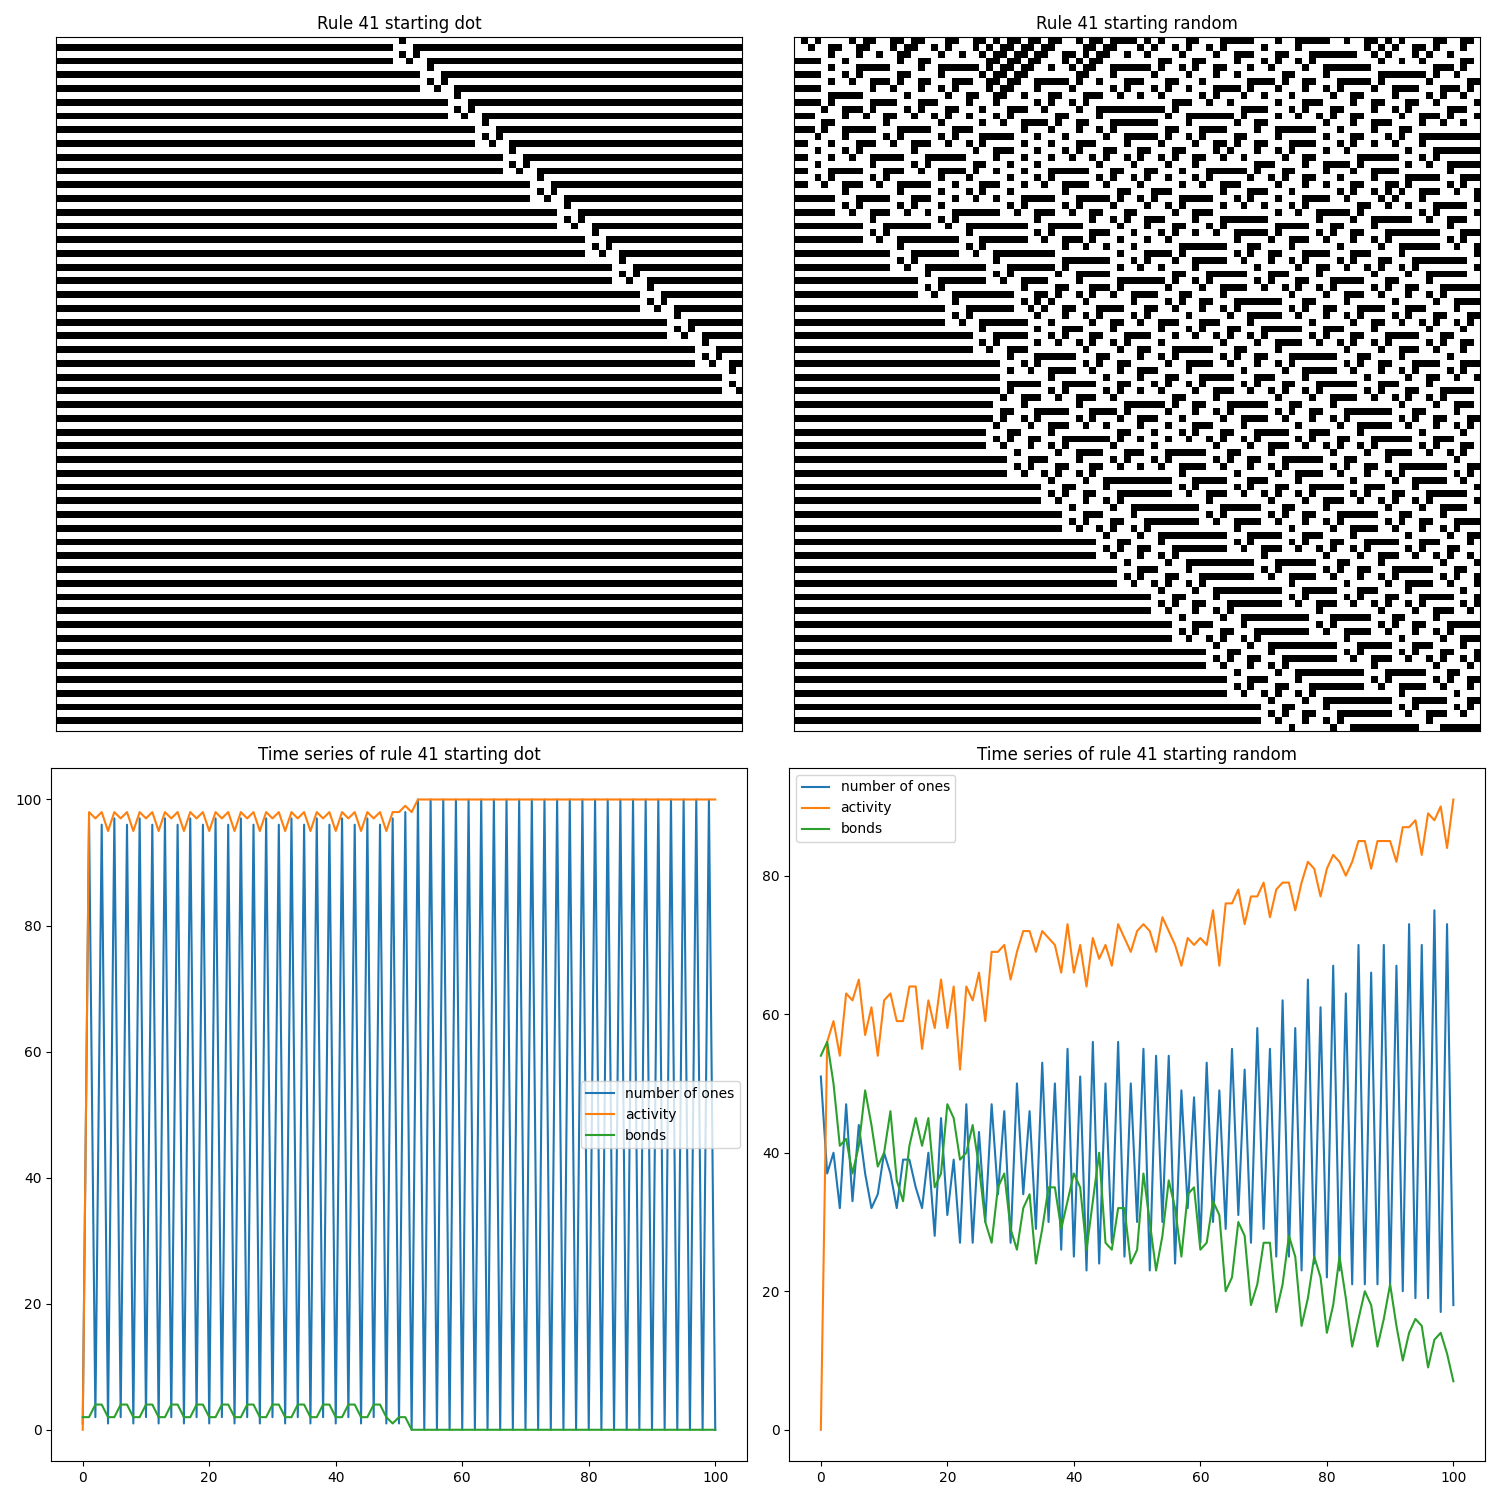 Rule 41 starting dot
Rule 41 starting random
Time series of rule 41 starting dot
100
80
60
40
20
0
number of ones
activity
bonds
0
20
40
60
80
100
Time series of rule 41 starting random
number of ones
activity
bonds
80
60
40
20
0
0
20
40
60
80
100